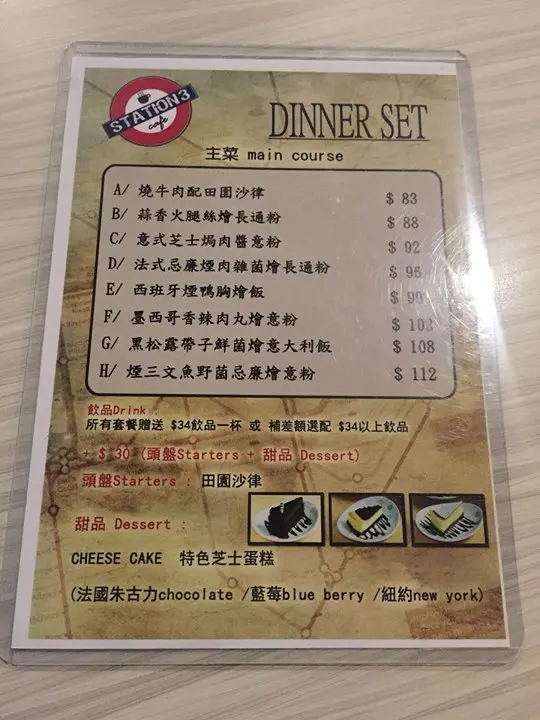 STATION3
cafe
DINNER SET
主菜 main course
A/ 燒牛肉配田園沙律 $ 83
B/ 蒜香火腿絲燴長通粉 $ 88
C/ 意式芝士焗肉醬意粉 $ 92
D/ 法式忌廉煙肉雜菌燴長通粉 $ 96
E/ 西班牙煙鴨胸燴飯 $ 99
F/ 墨西哥香辣肉丸燴意粉 $
G/ 黑松露帶子鮮菌燴意大利飯 $ 108
H/ 煙三文魚野菌忌廉燴意粉 $ 112
飲品Drink :
所有套餐贈送 $34飲品一杯 或 補差額選配 $34以上飲品
+ $ 30 (頭盤Starters + 甜品 Dessert)
頭盤Starters : 田園沙律
甜品 Dessert :
CHEESE CAKE 特色芝士蛋糕
(法國朱古力chocolate /藍莓blue berry /紐約new york)